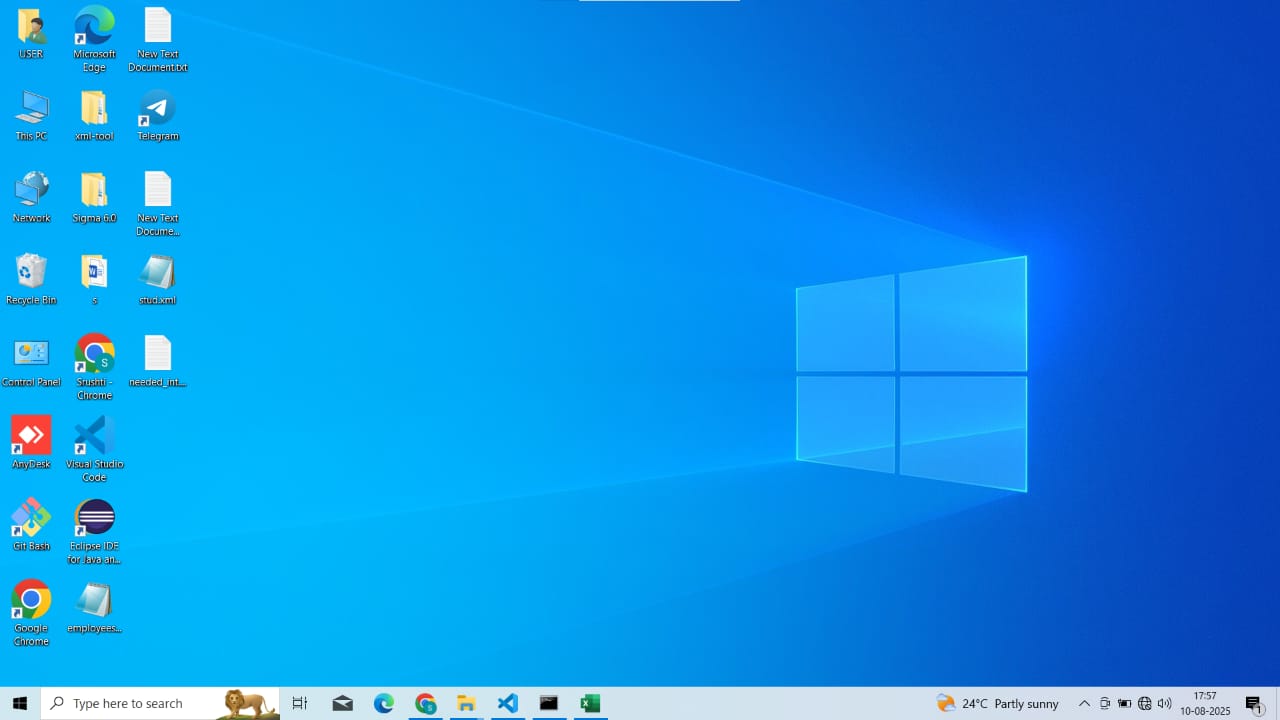 USER
Microsoft
Edge
New Text
Document.txt
This PC
xml-tool
Telegram
Network
Sigma 6.0
New Text
Docume...
Recycle Bin
s
stud.xml
Control Panel
Srushti -
Chrome
needed_int...
AnyDesk
Visual Studio
Code
Git Bash
Eclipse IDE
for Java an...
Google
Chrome
employees...
Type here to search
24°C Partly sunny
17:57
10-08-2025
1